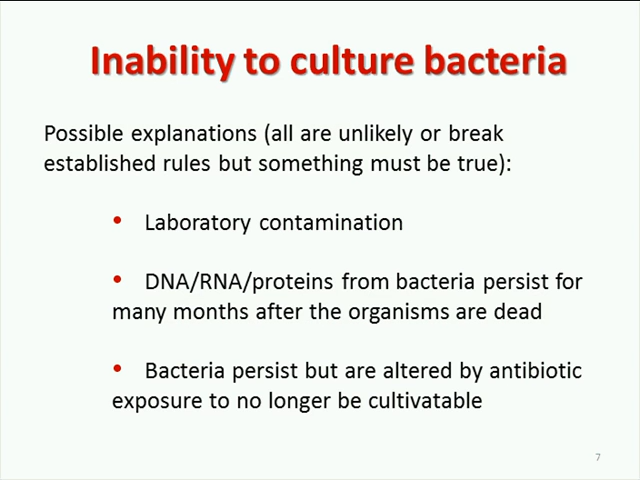 Inability to culture bacteria
Possible explanations (all are unlikely or break
established rules but something must be true):
• Laboratory contamination
• DNA/RNA/proteins from bacteria persist for
many months after the organisms are dead
• Bacteria persist but are altered by antibiotic
exposure to no longer be cultivatable
7